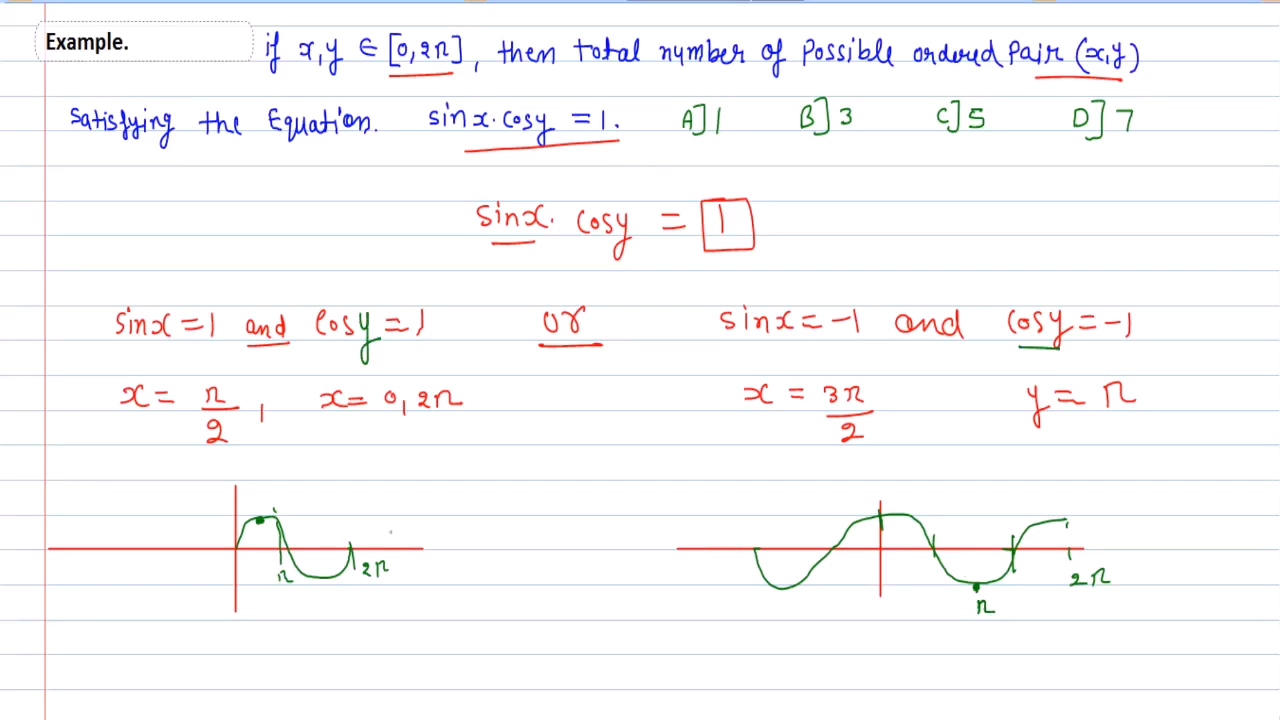 Example. if x, y ∈ [0, 2π], then total number of possible ordered pair (x,y)
satisfying the Equation. sinx. cosy = 1. A] 1 B] 3 C] 5 D] 7
sinx. cosy = 1
sinx = 1 and cosy = 1 or sinx = -1 and cosy = -1
x = π/2 , x = 0, 2π x = 3π/2 y = π
π 2π π 2π